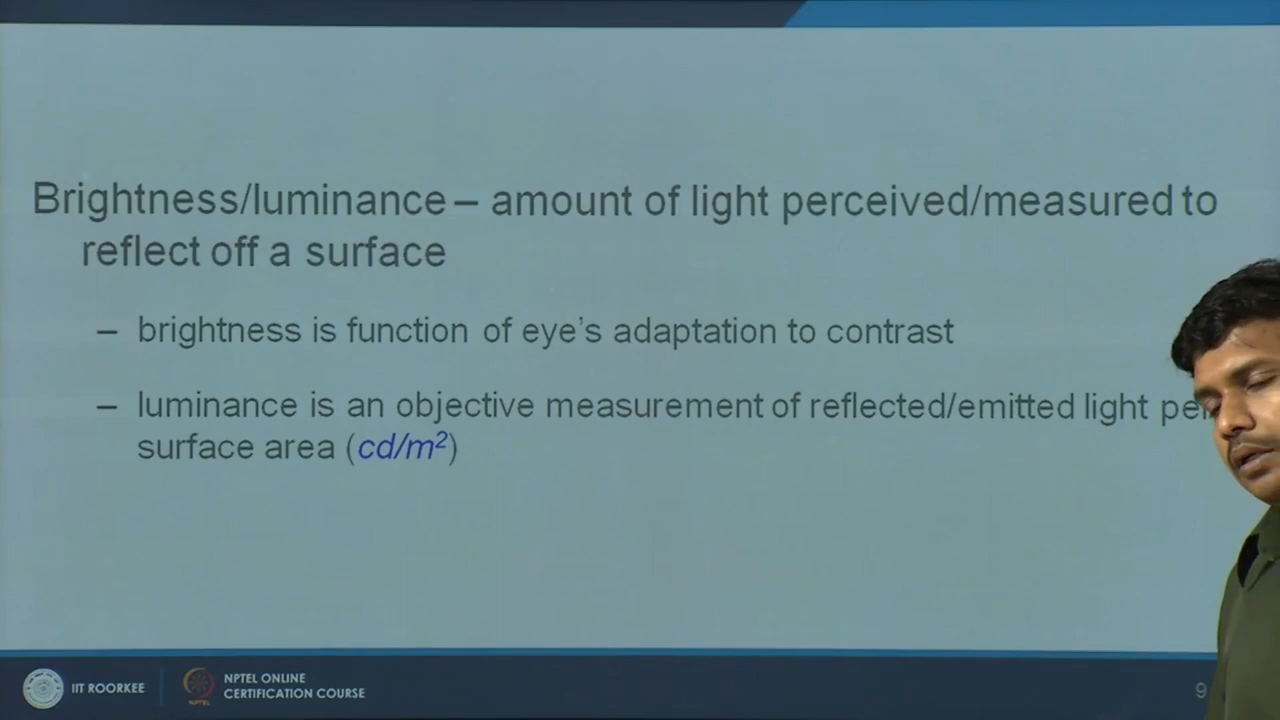 Brightness/luminance – amount of light perceived/measured to
reflect off a surface
– brightness is function of eye's adaptation to contrast
– luminance is an objective measurement of reflected/emitted light per
surface area (cd/m²)
IIT ROORKEE
NPTEL ONLINE
CERTIFICATION COURSE
NPTEL
9